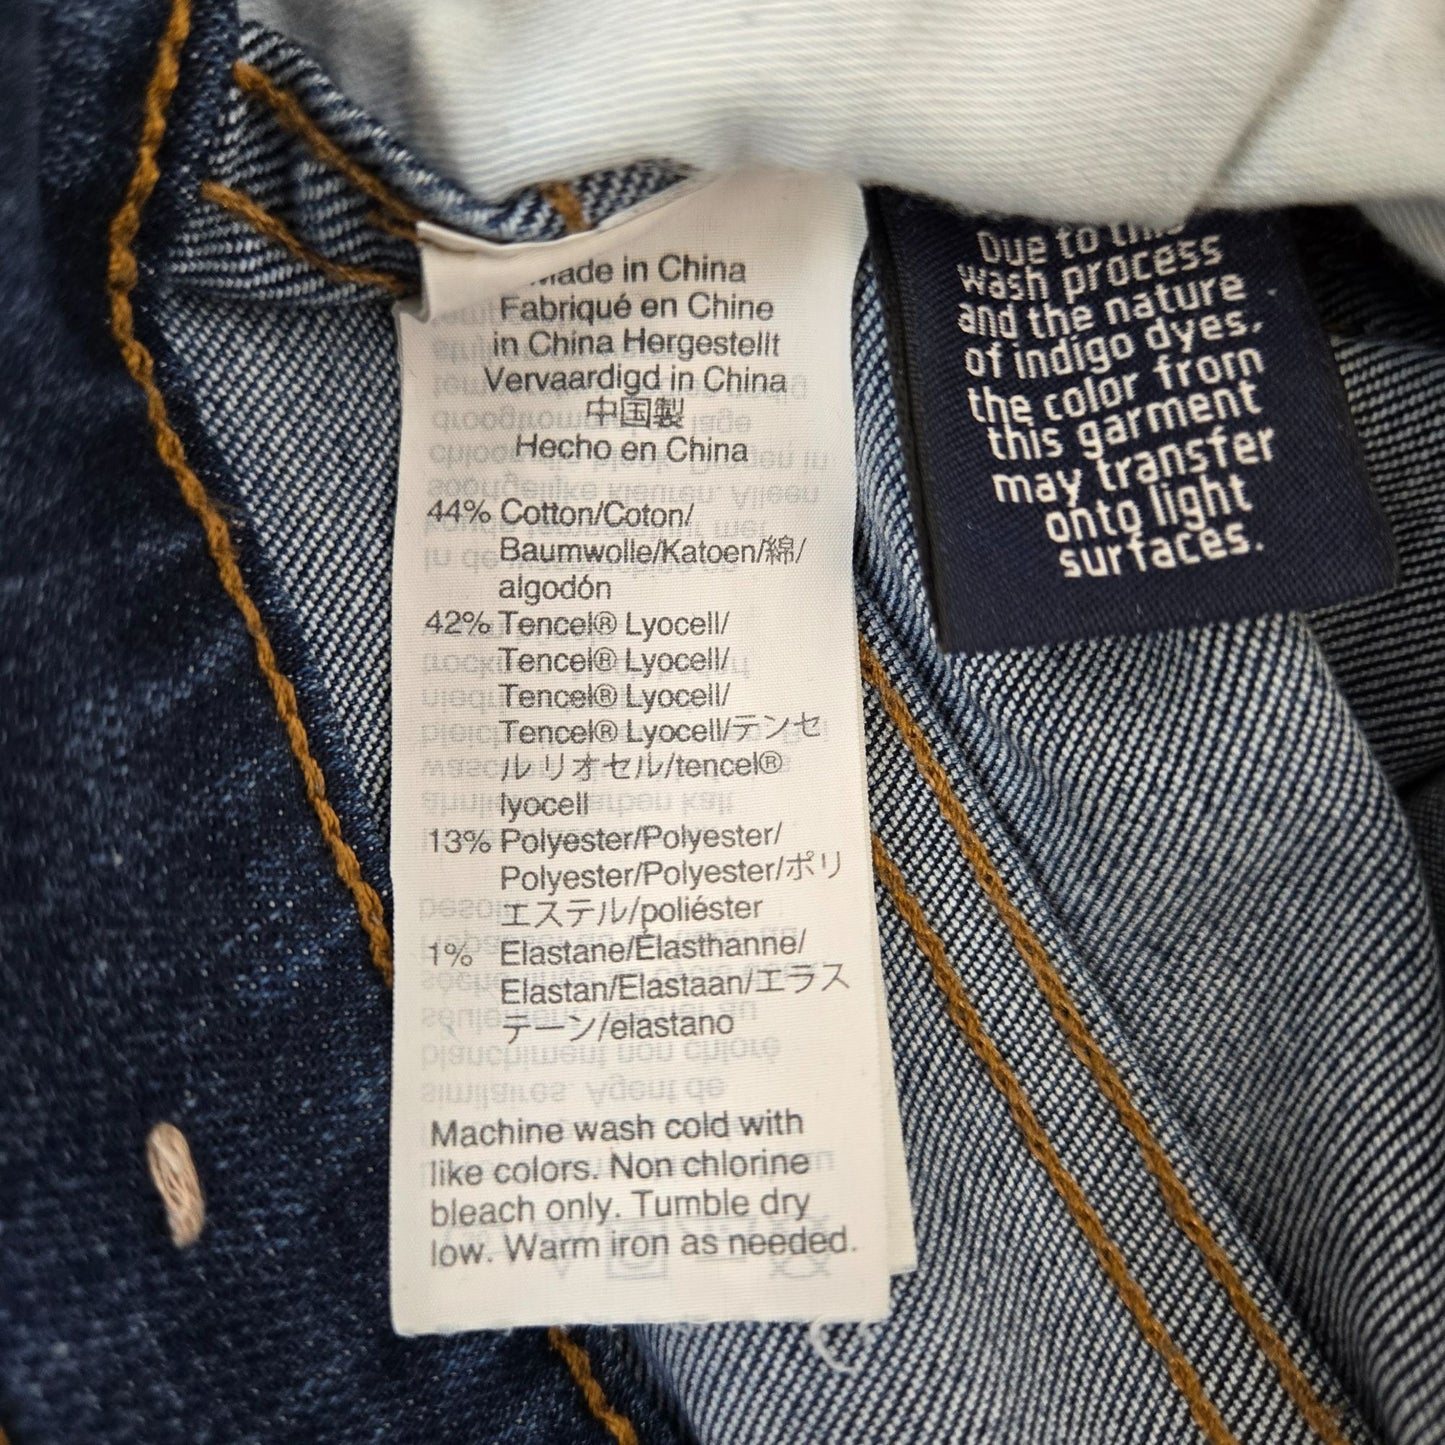 Made in China
Fabriqué en Chine
in China Hergestellt
Vervaardigd in China
中国製
Hecho en China
44% Cotton/Coton/
Baumwolle/Katoen/綿/
algodón
42% Tencel® Lyocell/
Tencel® Lyocell/
Tencel® Lyocell/
Tencel® Lyocell/テンセ
ル リオセル/tencel®
lyocell
13% Polyester/Polyester/
Polyester/Polyester/ポリ
エステル/poliéster
1% Elastane/Élasthanne/
Elastan/Elastaan/エラス
テーン/elastano
Machine wash cold with
like colors. Non chlorine
bleach only. Tumble dry
low. Warm iron as needed.
Due to this
wash process
and the nature
of indigo dyes.
the color from
this garment
may transfer
onto light
surfaces.